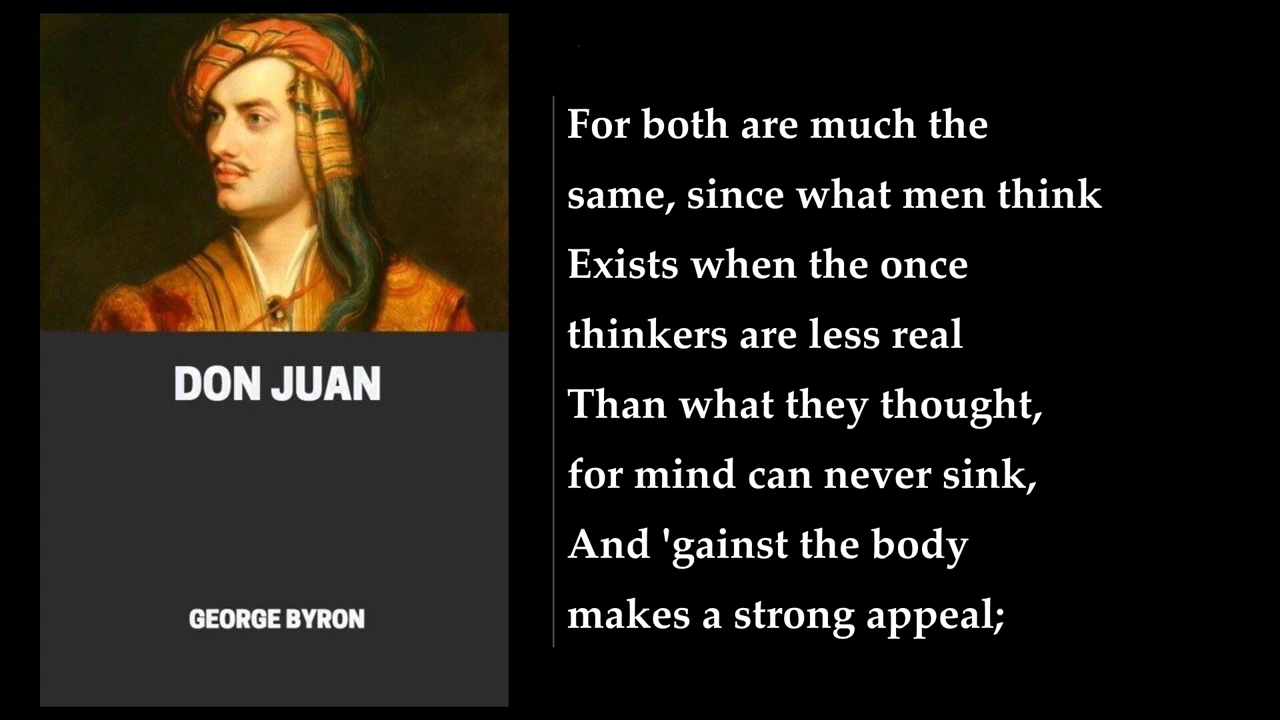 DON JUAN
GEORGE BYRON
For both are much the
same, since what men think
Exists when the once
thinkers are less real
Than what they thought,
for mind can never sink,
And 'gainst the body
makes a strong appeal;